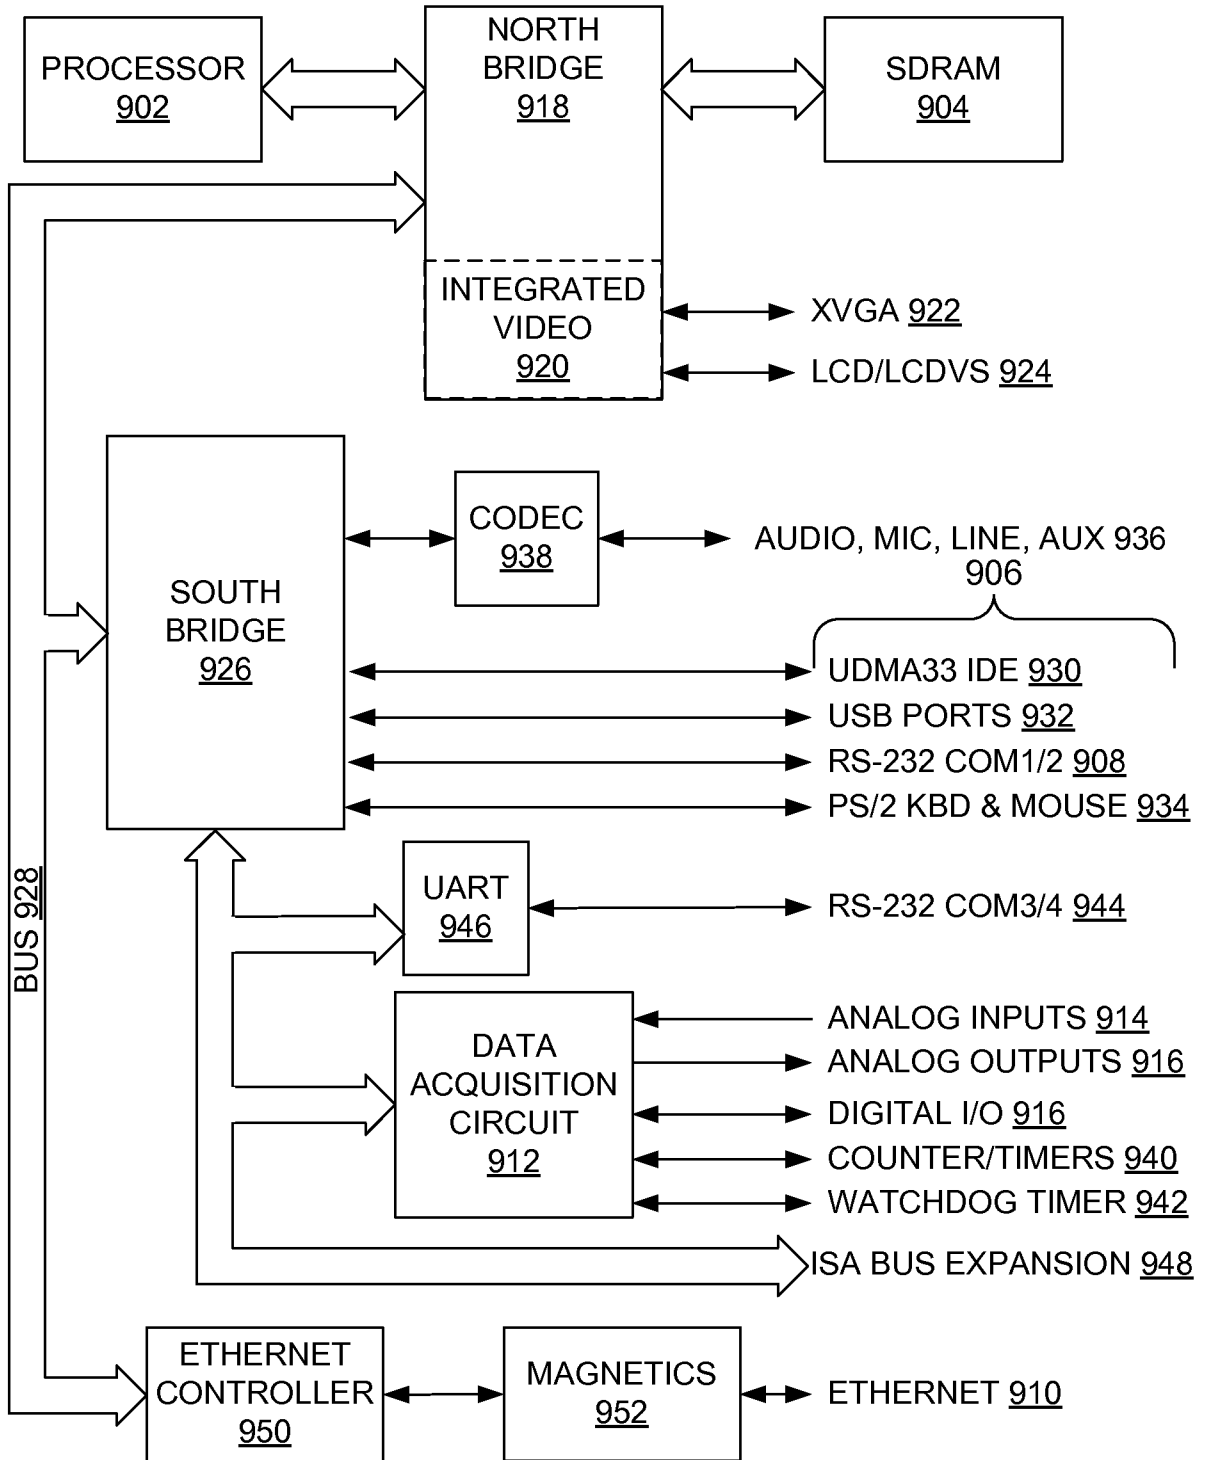 PROCESSOR
902
NORTH
BRIDGE
918
SDRAM
904
INTEGRATED
VIDEO
920
XVGA 922
LCD/LCDVS 924
SOUTH
BRIDGE
926
CODEC
938
AUDIO, MIC, LINE, AUX 936
906
UDMA33 IDE 930
USB PORTS 932
RS-232 COM1/2 908
PS/2 KBD & MOUSE 934
BUS 928
UART
946
RS-232 COM3/4 944
DATA
ACQUISITION
CIRCUIT
912
ANALOG INPUTS 914
ANALOG OUTPUTS 916
DIGITAL I/O 916
COUNTER/TIMERS 940
WATCHDOG TIMER 942
ISA BUS EXPANSION 948
ETHERNET
CONTROLLER
950
MAGNETICS
952
ETHERNET 910